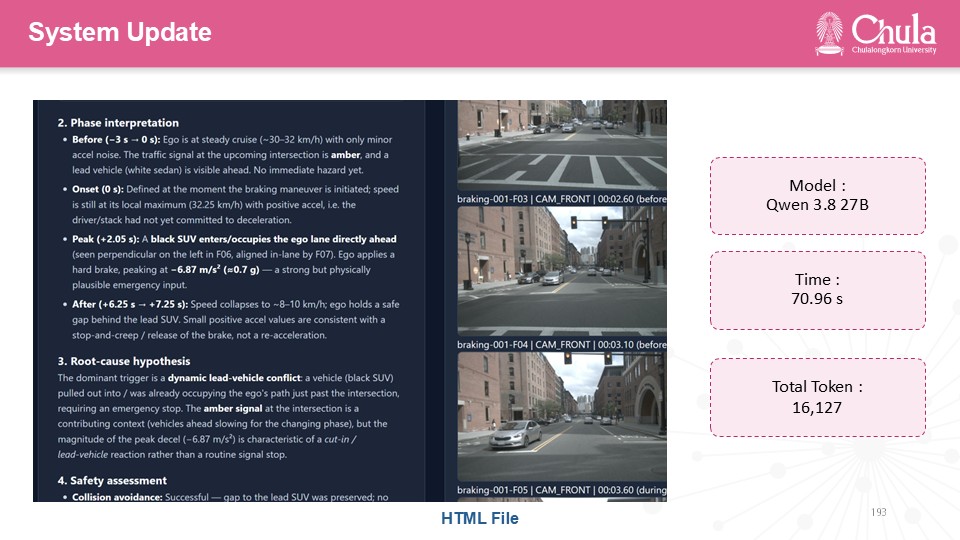 System Update
Chula
Chulalongkorn University
2. Phase interpretation
• Before (−3 s → 0 s): Ego is at steady cruise (~30–32 km/h) with only minor
accel noise. The traffic signal at the upcoming intersection is amber, and a
lead vehicle (white sedan) is visible ahead. No immediate hazard yet.
• Onset (0 s): Defined at the moment the braking maneuver is initiated; speed
is still at its local maximum (32.25 km/h) with positive accel, i.e. the
driver/stack had not yet committed to deceleration.
• Peak (+2.05 s): A black SUV enters/occupies the ego lane directly ahead
(seen perpendicular on the left in F06, aligned in-lane by F07). Ego applies a
hard brake, peaking at −6.87 m/s² (≈0.7 g) — a strong but physically
plausible emergency input.
• After (+6.25 s → +7.25 s): Speed collapses to ~8–10 km/h; ego holds a safe
gap behind the lead SUV. Small positive accel values are consistent with a
stop-and-creep / release of the brake, not a re-acceleration.
3. Root-cause hypothesis
The dominant trigger is a dynamic lead-vehicle conflict: a vehicle (black SUV)
pulled out into / was already occupying the ego's path just past the intersection,
requiring an emergency stop. The amber signal at the intersection is a
contributing context (vehicles ahead slowing for the changing phase), but the
magnitude of the peak decel (−6.87 m/s²) is characteristic of a cut-in /
lead-vehicle reaction rather than a routine signal stop.
4. Safety assessment
• Collision avoidance: Successful — gap to the lead SUV was preserved; no
braking-001-F03 | CAM_FRONT | 00:02.60 (before
braking-001-F04 | CAM_FRONT | 00:03.10 (before
braking-001-F05 | CAM_FRONT | 00:03.60 (during
HTML File
Model :
Qwen 3.8 27B
Time :
70.96 s
Total Token :
16,127
193